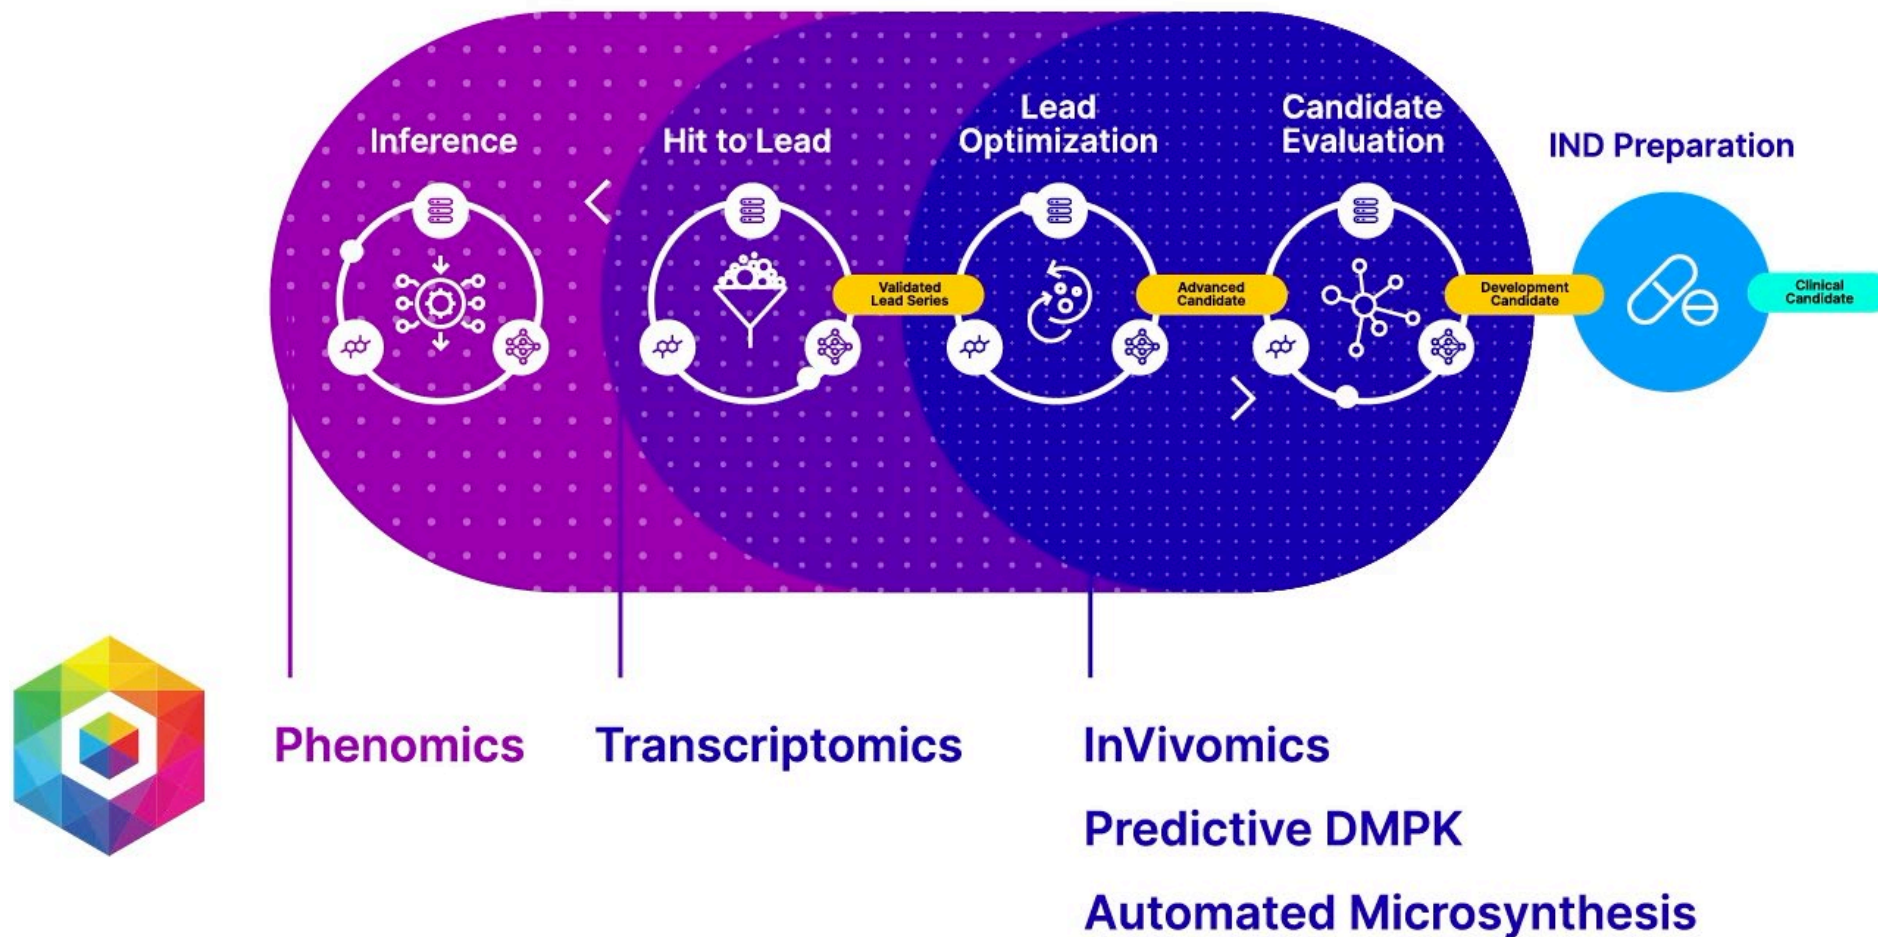 Inference
Hit to Lead
Lead
Optimization
Candidate
Evaluation
IND Preparation
Validated
Lead Series
Advanced
Candidate
Development
Candidate
Clinical
Candidate
Phenomics
Transcriptomics
InVivomics
Predictive DMPK
Automated Microsynthesis